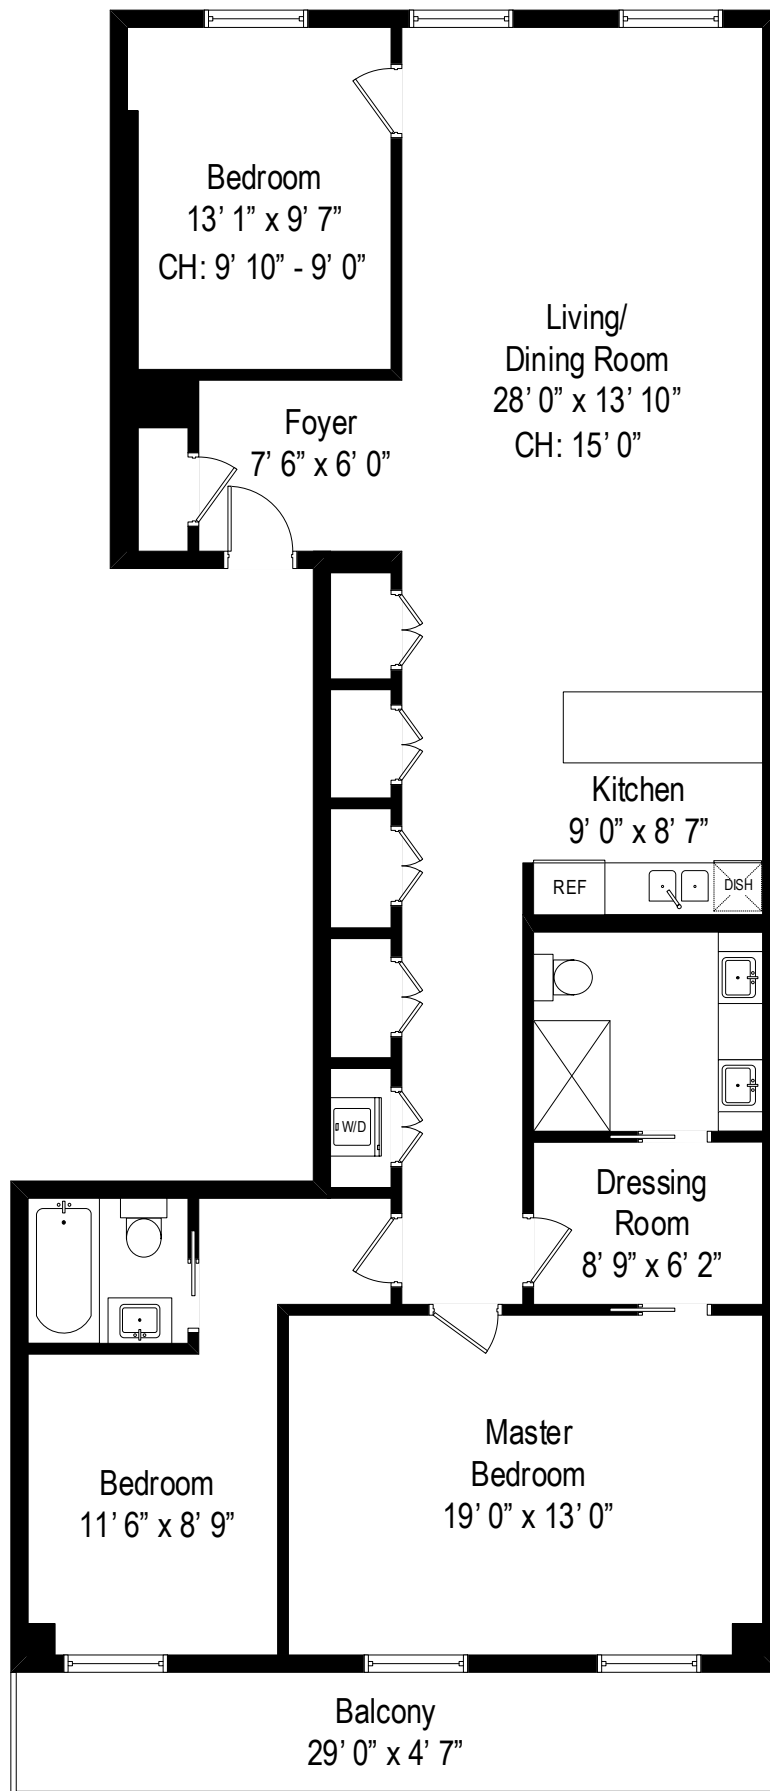 Bedroom
13’ 1” x 9’ 7”
CH: 9’ 10” - 9’ 0”
Living/
Dining Room
28’ 0” x 13’ 10”
CH: 15’ 0”
Foyer
7’ 6” x 6’ 0”
Kitchen
9’ 0” x 8’ 7”
REF
DISH
W/D
Dressing
Room
8’ 9” x 6’ 2”
Master
Bedroom
19’ 0” x 13’ 0”
Bedroom
11’ 6” x 8’ 9”
Balcony
29’ 0” x 4’ 7”